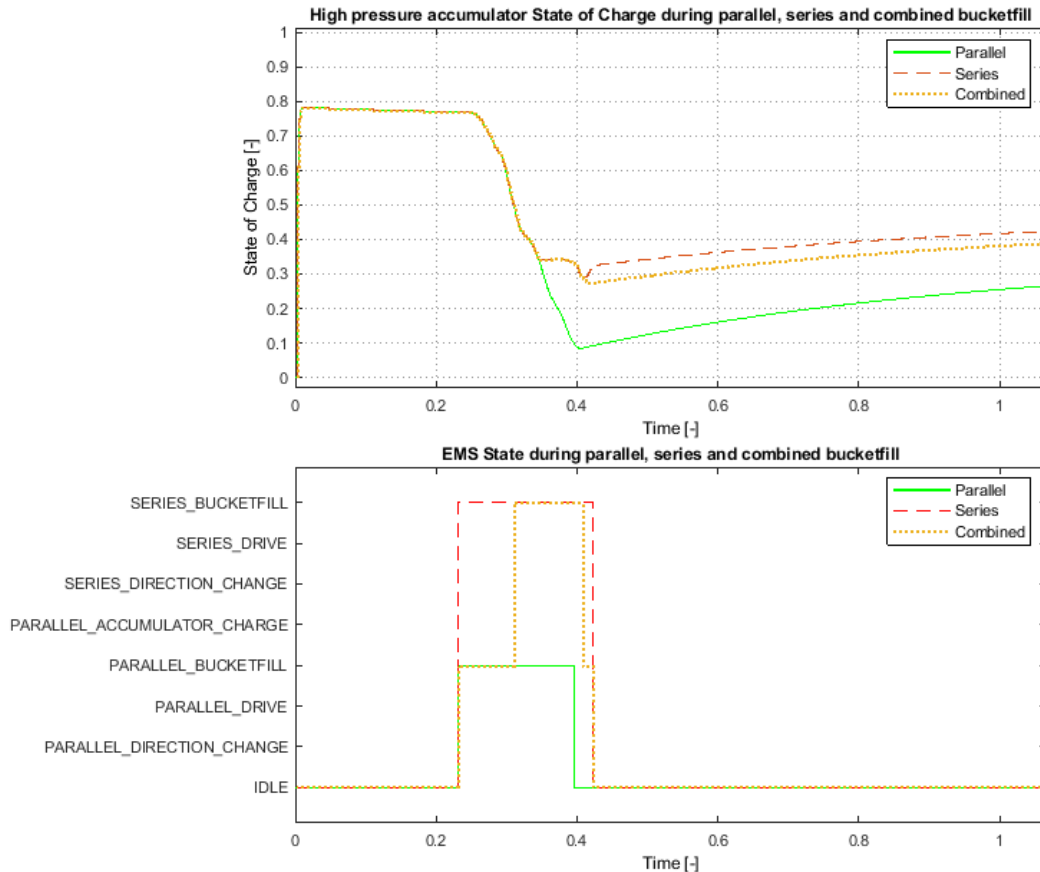 High pressure accumulator State of Charge during parallel, series and combined bucketfill
1
0.9
0.8
0.7
0.6
0.5
0.4
0.3
0.2
0.1
0
State of Charge [-]
Parallel
Series
Combined
0 0.2 0.4 0.6 0.8 1
Time [-]
EMS State during parallel, series and combined bucketfill
SERIES_BUCKETFILL
SERIES_DRIVE
SERIES_DIRECTION_CHANGE
PARALLEL_ACCUMULATOR_CHARGE
PARALLEL_BUCKETFILL
PARALLEL_DRIVE
PARALLEL_DIRECTION_CHANGE
IDLE
Parallel
Series
Combined
0 0.2 0.4 0.6 0.8 1
Time [-]